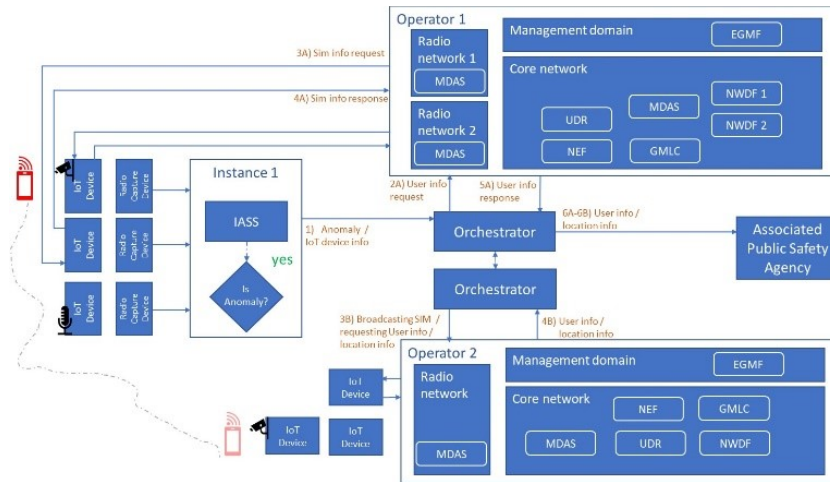 Operator 1
Radio
network 1
MDAS
Radio
network 2
MDAS
Management domain
EGMF
Core network
NWDF 1
MDAS
UDR
NWDF 2
NEF
GMLC
3A) Sim info request
4A) Sim info response
IoT
Device
Radio
Capture
Device
IoT
Device
Radio
Capture
Device
IoT
Device
Radio
Capture
Device
Instance 1
IASS
yes
Is
Anomaly?
1) Anomaly /
IoT device info
2A) User info
request
5A) User info
response
6A-6B) User info
/ location info
Orchestrator
Orchestrator
Associated
Public Safety
Agency
3B) Broadcasting SIM /
requesting User info /
location info
4B) User info /
location info
Operator 2
Radio
network
MDAS
Management domain
EGMF
Core network
NEF
GMLC
MDAS
UDR
NWDF
IoT
Device
IoT
Device
IoT
Device